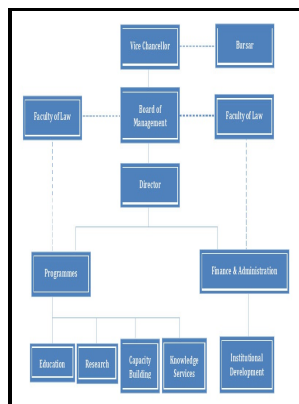 Vice Chancellor
Bursar
Faculty of Law
Board of
Management
Faculty of Law
Director
Programmes
Finance & Administration
Education
Research
Capacity
Building
Knowledge
Services
Institutional
Development